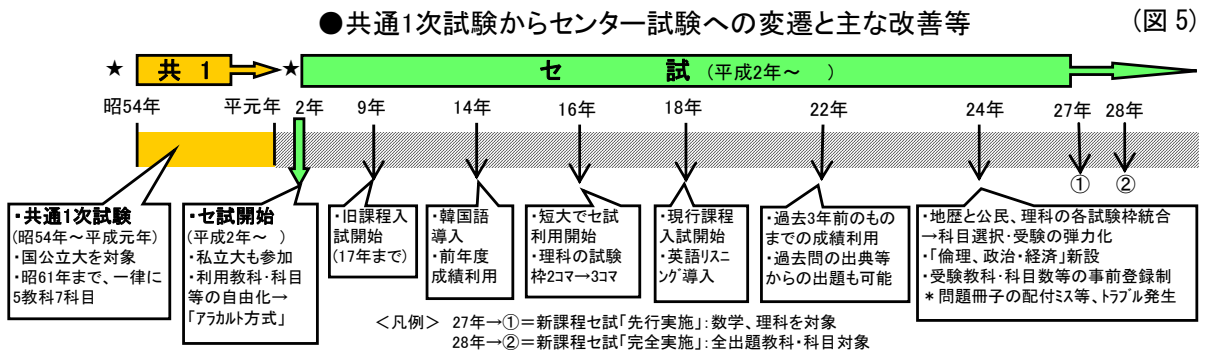 ●共通1次試験からセンター試験への変遷と主な改善等
(図 5)
★ 共 1 ★ セ 試 (平成2年～ )
昭54年 平元年 2年 9年 14年 16年 18年 22年 24年 27年 28年
① ②
・共通1次試験
(昭54年～平成元年)
・国公立大を対象
・昭61年まで、一律に
5教科7科目
・セ試開始
(平成2年～ )
・私立大も参加
・利用教科・科目
等の自由化→
「アラカルト方式」
・旧課程入
試開始
(17年まで)
・韓国語
導入
・前年度
成績利用
・短大でセ試
利用開始
・理科の試験
枠2コマ→3コマ
・現行課程
入試開始
・英語リスニ
ング導入
・過去3年前のもの
までの成績利用
・過去問の出典等
からの出題も可能
・地歴と公民、理科の各試験枠統合
→科目選択・受験の弾力化
・「倫理、政治・経済」新設
・受験教科・科目数等の事前登録制
＊問題冊子の配付ミス等、トラブル発生
＜凡例＞ 27年→①＝新課程セ試「先行実施」：数学、理科を対象
28年→②＝新課程セ試「完全実施」：全出題教科・科目対象